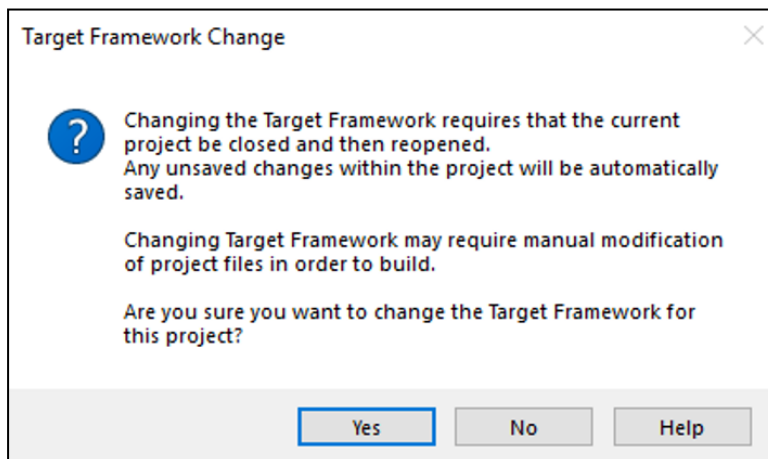 Target Framework Change
Changing the Target Framework requires that the current
project be closed and then reopened.
Any unsaved changes within the project will be automatically
saved.
Changing Target Framework may require manual modification
of project files in order to build.
Are you sure you want to change the Target Framework for
this project?
Yes
No
Help